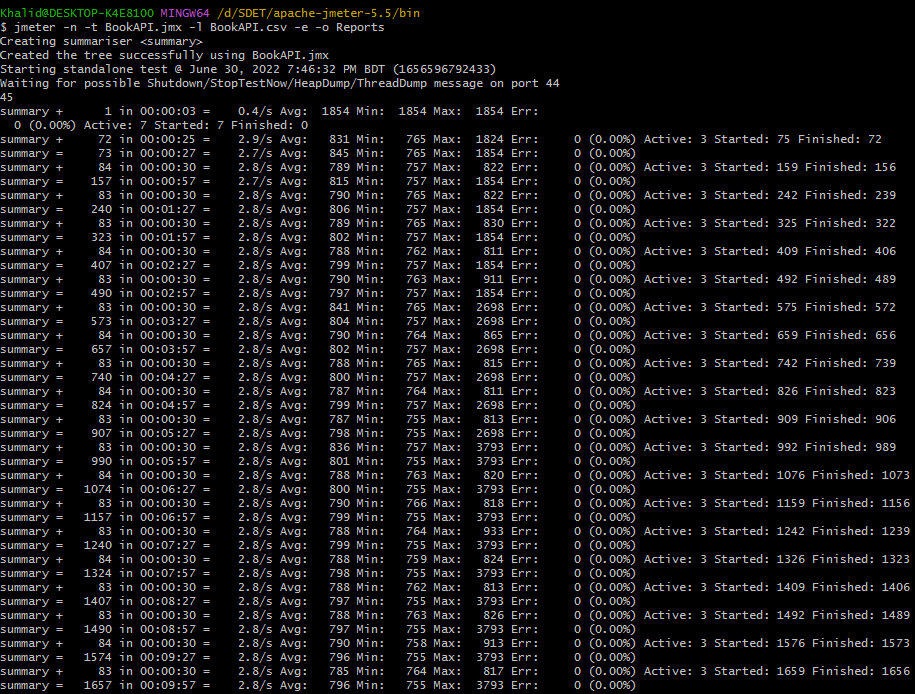 Khalid@DESKTOP-K4E8100 MINGW64 /d/SDET/apache-jmeter-5.5/bin
$ jmeter -n -t BookAPI.jmx -l BookAPI.csv -e -o Reports
Creating summariser <summary>
Created the tree successfully using BookAPI.jmx
Starting standalone test @ June 30, 2022 7:46:32 PM BDT (1656596792433)
Waiting for possible Shutdown/StopTestNow/HeapDump/ThreadDump message on port 44
45
summary +      1 in 00:00:03 =    0.4/s Avg:  1854 Min:  1854 Max:  1854 Err:
  0 (0.00%) Active: 7 Started: 7 Finished: 0
summary +     72 in 00:00:25 =    2.9/s Avg:   831 Min:   765 Max:  1824 Err:     0 (0.00%) Active: 3 Started: 75 Finished: 72
summary =     73 in 00:00:27 =    2.7/s Avg:   845 Min:   765 Max:  1854 Err:     0 (0.00%)
summary +     84 in 00:00:30 =    2.8/s Avg:   789 Min:   757 Max:   822 Err:     0 (0.00%) Active: 3 Started: 159 Finished: 156
summary =    157 in 00:00:57 =    2.7/s Avg:   815 Min:   757 Max:  1854 Err:     0 (0.00%)
summary +     83 in 00:00:30 =    2.8/s Avg:   790 Min:   765 Max:   822 Err:     0 (0.00%) Active: 3 Started: 242 Finished: 239
summary =    240 in 00:01:27 =    2.8/s Avg:   806 Min:   757 Max:  1854 Err:     0 (0.00%)
summary +     83 in 00:00:30 =    2.8/s Avg:   789 Min:   765 Max:   830 Err:     0 (0.00%) Active: 3 Started: 325 Finished: 322
summary =    323 in 00:01:57 =    2.8/s Avg:   802 Min:   757 Max:  1854 Err:     0 (0.00%)
summary +     84 in 00:00:30 =    2.8/s Avg:   788 Min:   762 Max:   811 Err:     0 (0.00%) Active: 3 Started: 409 Finished: 406
summary =    407 in 00:02:27 =    2.8/s Avg:   799 Min:   757 Max:  1854 Err:     0 (0.00%)
summary +     83 in 00:00:30 =    2.8/s Avg:   790 Min:   763 Max:   911 Err:     0 (0.00%) Active: 3 Started: 492 Finished: 489
summary =    490 in 00:02:57 =    2.8/s Avg:   797 Min:   757 Max:  1854 Err:     0 (0.00%)
summary +     83 in 00:00:30 =    2.8/s Avg:   841 Min:   765 Max:  2698 Err:     0 (0.00%) Active: 3 Started: 575 Finished: 572
summary =    573 in 00:03:27 =    2.8/s Avg:   804 Min:   757 Max:  2698 Err:     0 (0.00%)
summary +     84 in 00:00:30 =    2.8/s Avg:   790 Min:   764 Max:   865 Err:     0 (0.00%) Active: 3 Started: 659 Finished: 656
summary =    657 in 00:03:57 =    2.8/s Avg:   802 Min:   757 Max:  2698 Err:     0 (0.00%)
summary +     83 in 00:00:30 =    2.8/s Avg:   788 Min:   765 Max:   815 Err:     0 (0.00%) Active: 3 Started: 742 Finished: 739
summary =    740 in 00:04:27 =    2.8/s Avg:   800 Min:   757 Max:  2698 Err:     0 (0.00%)
summary +     84 in 00:00:30 =    2.8/s Avg:   787 Min:   764 Max:   811 Err:     0 (0.00%) Active: 3 Started: 826 Finished: 823
summary =    824 in 00:04:57 =    2.8/s Avg:   799 Min:   757 Max:  2698 Err:     0 (0.00%)
summary +     83 in 00:00:30 =    2.8/s Avg:   787 Min:   755 Max:   813 Err:     0 (0.00%) Active: 3 Started: 909 Finished: 906
summary =    907 in 00:05:27 =    2.8/s Avg:   798 Min:   755 Max:  2698 Err:     0 (0.00%)
summary +     83 in 00:00:30 =    2.8/s Avg:   836 Min:   757 Max:  3793 Err:     0 (0.00%) Active: 3 Started: 992 Finished: 989
summary =    990 in 00:05:57 =    2.8/s Avg:   801 Min:   755 Max:  3793 Err:     0 (0.00%)
summary +     84 in 00:00:30 =    2.8/s Avg:   788 Min:   763 Max:   820 Err:     0 (0.00%) Active: 3 Started: 1076 Finished: 1073
summary =   1074 in 00:06:27 =    2.8/s Avg:   800 Min:   755 Max:  3793 Err:     0 (0.00%)
summary +     83 in 00:00:30 =    2.8/s Avg:   790 Min:   766 Max:   818 Err:     0 (0.00%) Active: 3 Started: 1159 Finished: 1156
summary =   1157 in 00:06:57 =    2.8/s Avg:   799 Min:   755 Max:  3793 Err:     0 (0.00%)
summary +     83 in 00:00:30 =    2.8/s Avg:   788 Min:   764 Max:   933 Err:     0 (0.00%) Active: 3 Started: 1242 Finished: 1239
summary =   1240 in 00:07:27 =    2.8/s Avg:   799 Min:   755 Max:  3793 Err:     0 (0.00%)
summary +     84 in 00:00:30 =    2.8/s Avg:   788 Min:   759 Max:   824 Err:     0 (0.00%) Active: 3 Started: 1326 Finished: 1323
summary =   1324 in 00:07:57 =    2.8/s Avg:   798 Min:   755 Max:  3793 Err:     0 (0.00%)
summary +     83 in 00:00:30 =    2.8/s Avg:   788 Min:   762 Max:   813 Err:     0 (0.00%) Active: 3 Started: 1409 Finished: 1406
summary =   1407 in 00:08:27 =    2.8/s Avg:   797 Min:   755 Max:  3793 Err:     0 (0.00%)
summary +     83 in 00:00:30 =    2.8/s Avg:   788 Min:   763 Max:   826 Err:     0 (0.00%) Active: 3 Started: 1492 Finished: 1489
summary =   1490 in 00:08:57 =    2.8/s Avg:   797 Min:   755 Max:  3793 Err:     0 (0.00%)
summary +     84 in 00:00:30 =    2.8/s Avg:   790 Min:   758 Max:   913 Err:     0 (0.00%) Active: 3 Started: 1576 Finished: 1573
summary =   1574 in 00:09:27 =    2.8/s Avg:   796 Min:   755 Max:  3793 Err:     0 (0.00%)
summary +     83 in 00:00:30 =    2.8/s Avg:   785 Min:   764 Max:   817 Err:     0 (0.00%) Active: 3 Started: 1659 Finished: 1656
summary =   1657 in 00:09:57 =    2.8/s Avg:   796 Min:   755 Max:  3793 Err:     0 (0.00%)